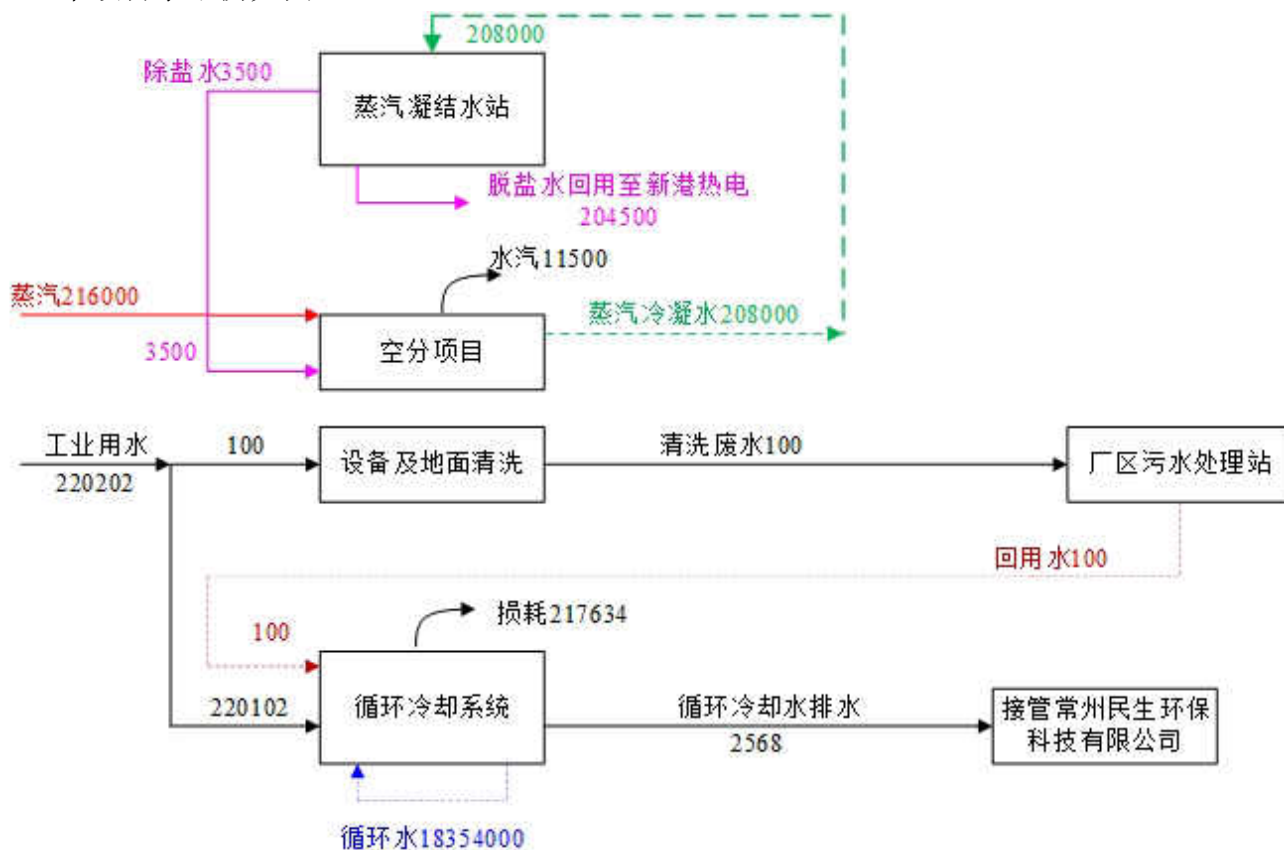 208000
除盐水3500
蒸汽凝结水站
脱盐水回用至新港热电
204500
水汽11500
蒸汽216000
蒸汽冷凝水208000
空分项目
3500
工业用水
220202
100
设备及地面清洗
清洗废水100
厂区污水处理站
回用水100
损耗217634
100
220102
循环冷却系统
循环冷却水排水
2568
接管常州民生环保
科技有限公司
循环水18354000